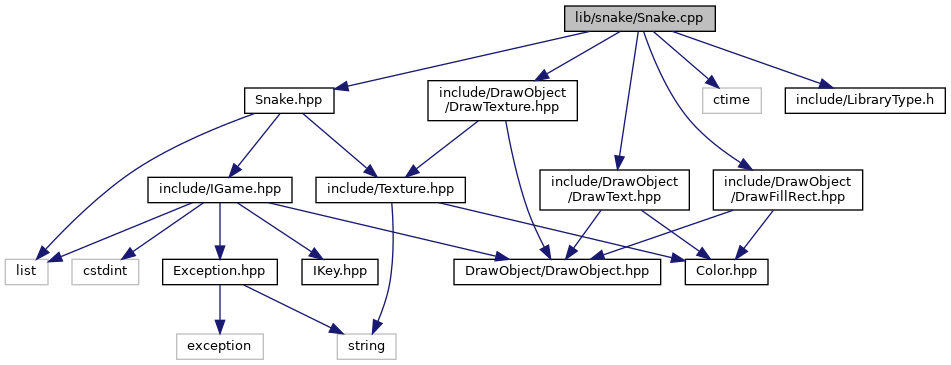 lib/snake/Snake.cpp
Snake.hpp
include/DrawObject
/DrawTexture.hpp
ctime
include/LibraryType.h
include/IGame.hpp
include/Texture.hpp
include/DrawObject
/DrawText.hpp
include/DrawObject
/DrawFillRect.hpp
list
cstdint
Exception.hpp
IKey.hpp
DrawObject/DrawObject.hpp
Color.hpp
exception
string